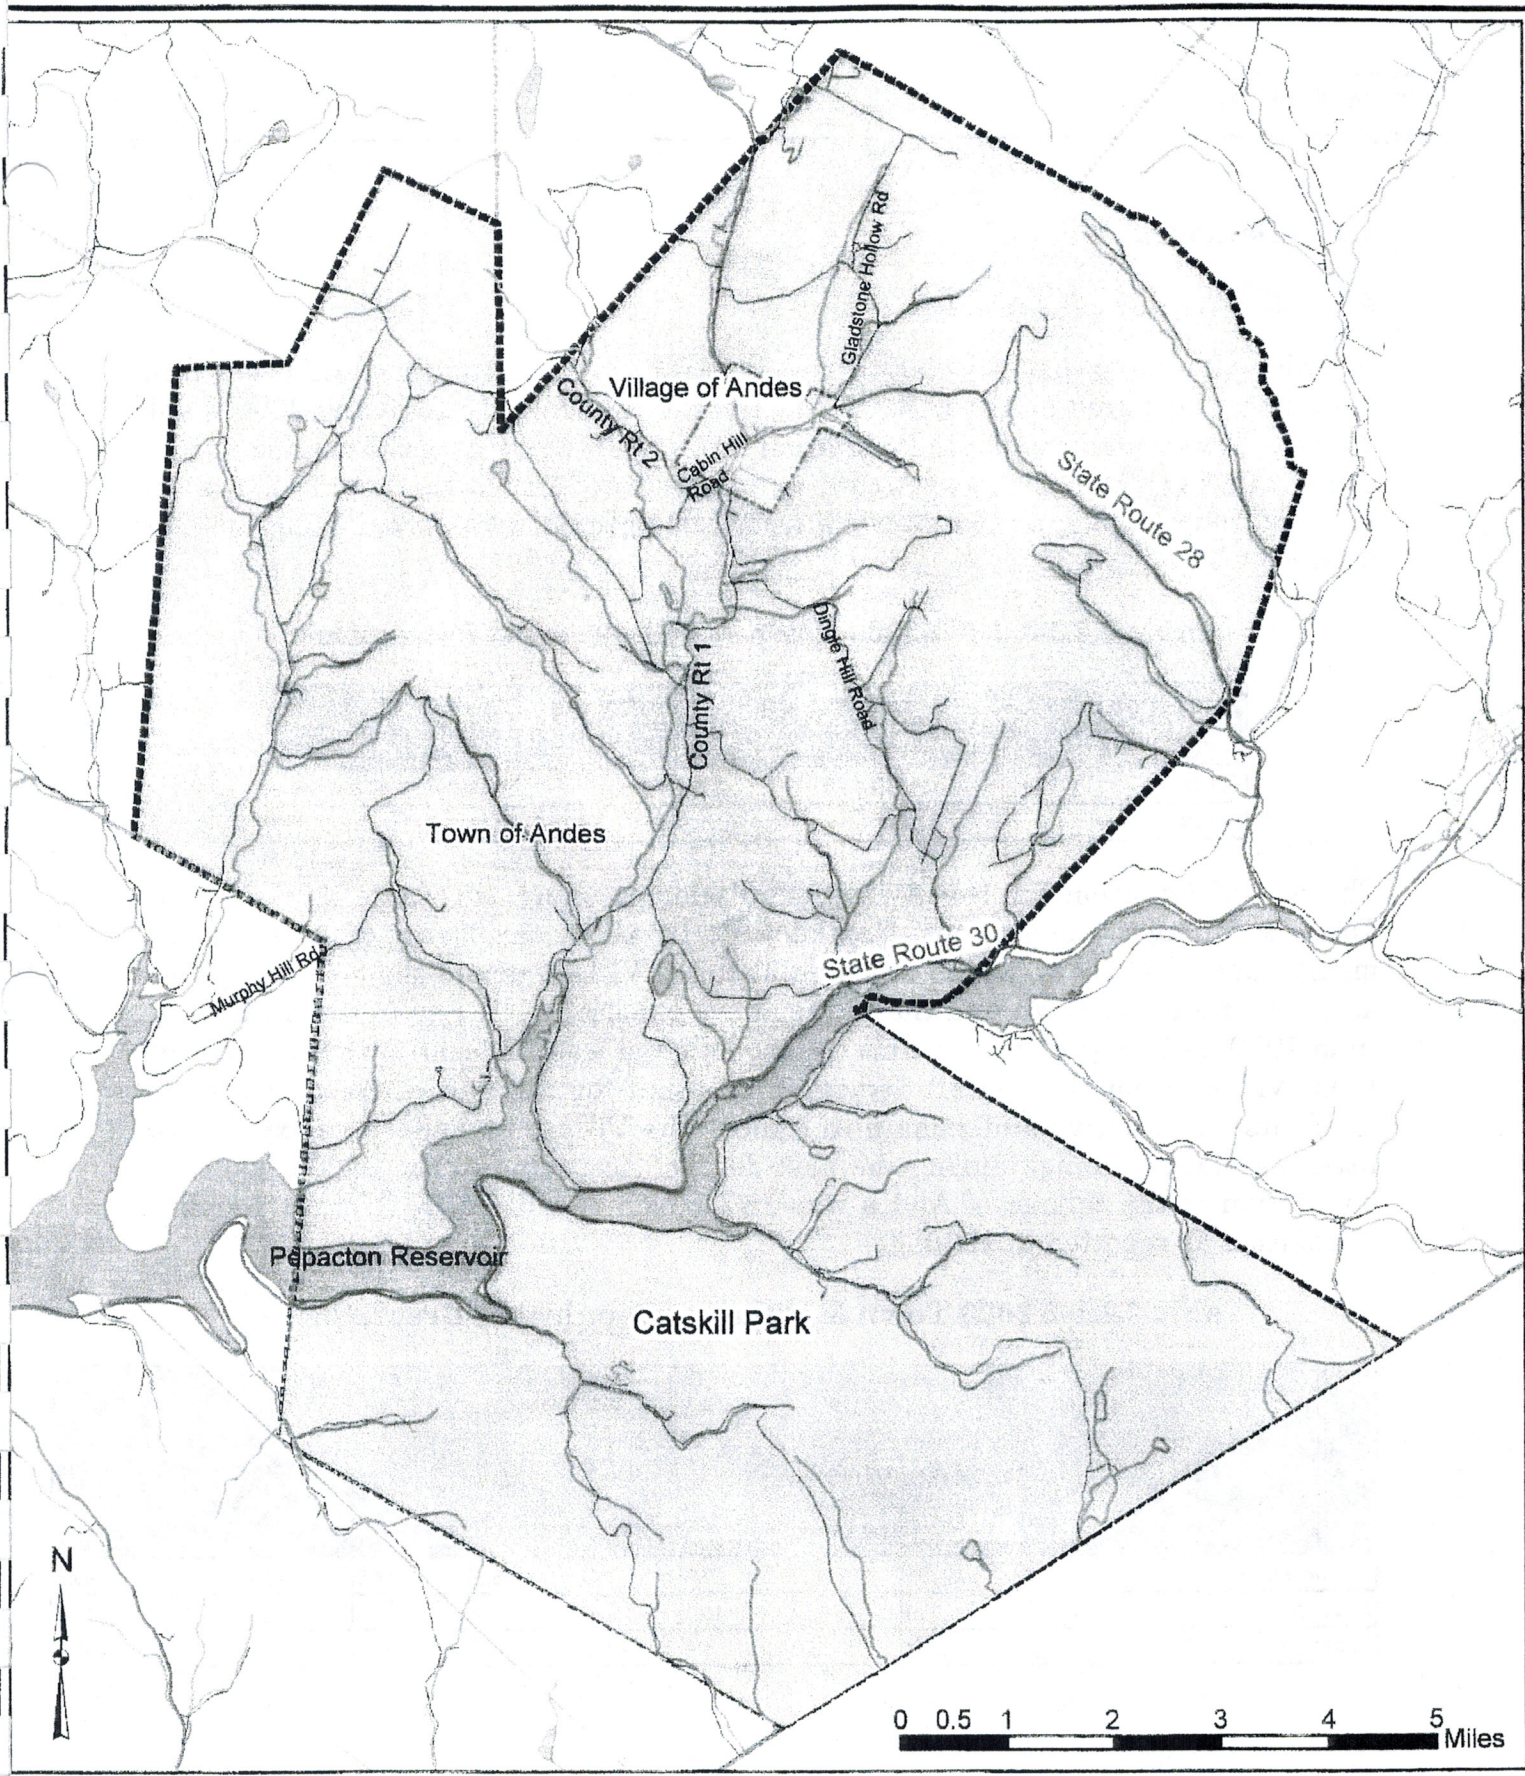 Gladstone Hollow Rd
Village of Andes
County Rt 2
Cabin Hill
Road
State Route 28
Dingle Hill Road
County Rt 1
Town of Andes
State Route 30
Murphy Hill Rd
Pepacton Reservoir
Catskill Park
N
0 0.5 1 2 3 4 5
Miles